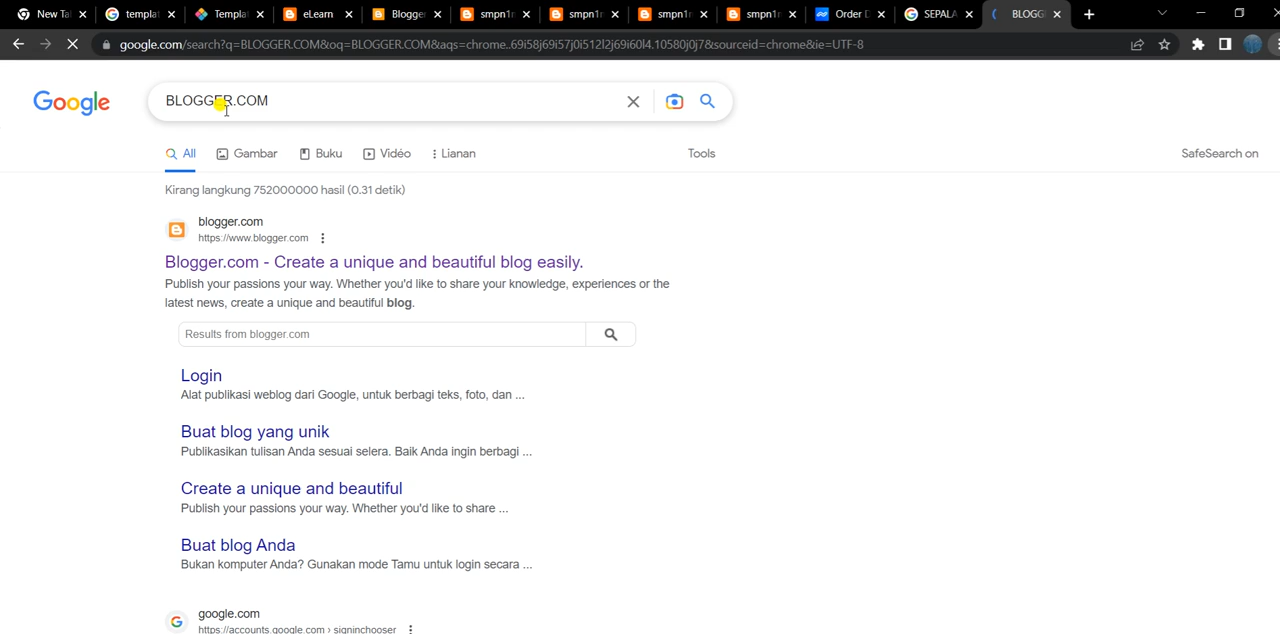 New Ta
templat
Templa
eLearn
Blogger
smpn1r
smpn1r
smpn1r
smpn1r
Order D
SEPALA
BLOGG
google.com/search?q=BLOGGER.COM&oq=BLOGGER.COM&aqs=chrome..69i58j69i57j0i512l2j69i60l4.10580j0j7&sourceid=chrome&ie=UTF-8
Google
BLOGGER.COM
All
Gambar
Buku
Vidéo
Lianan
Tools
SafeSearch on
Kirang langkung 752000000 hasil (0.31 detik)
blogger.com
https://www.blogger.com
Blogger.com - Create a unique and beautiful blog easily.
Publish your passions your way. Whether you'd like to share your knowledge, experiences or the
latest news, create a unique and beautiful blog.
Results from blogger.com
Login
Alat publikasi weblog dari Google, untuk berbagi teks, foto, dan ...
Buat blog yang unik
Publikasikan tulisan Anda sesuai selera. Baik Anda ingin berbagi ...
Create a unique and beautiful
Publish your passions your way. Whether you'd like to share ...
Buat blog Anda
Bukan komputer Anda? Gunakan mode Tamu untuk login secara ...
google.com
https://accounts.google.com › signinchooser